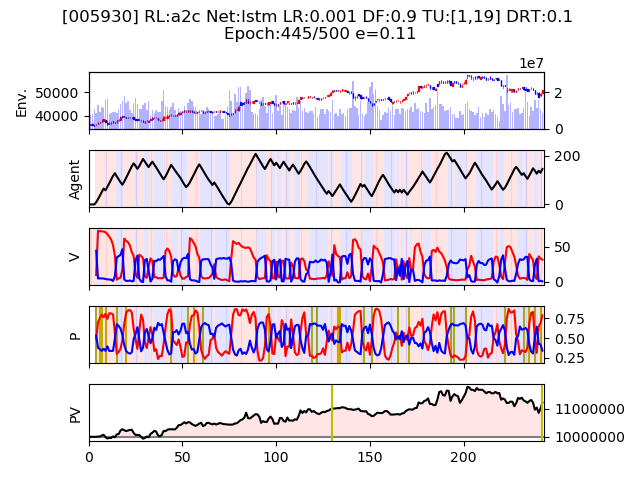 [005930] RL:a2c Net:lstm LR:0.001 DF:0.9 TU:[1,19] DRT:0.1
Epoch:445/500 e=0.11
1e7
Env.
50000
40000
2
0
Agent
200
0
V
50
0
P
0.75
0.50
0.25
PV
11000000
10000000
0 50 100 150 200